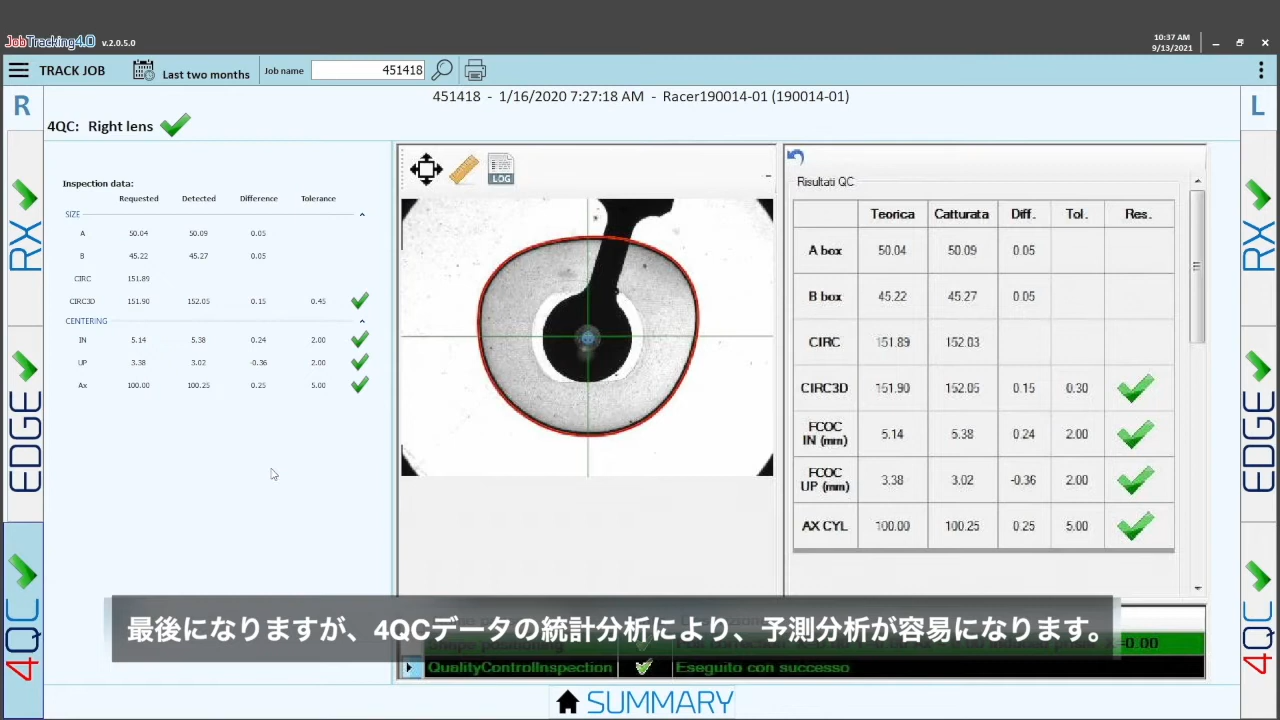 JobTracking4.0 v.2.0.5.0
10:37 AM
9/13/2021
TRACK JOB Last two months Job name 451418
451418 - 1/16/2020 7:27:18 AM - Racer190014-01 (190014-01)
R
L
4QC: Right lens
RX
EDGE
4QC
Inspection data:
Requested Detected Difference Tolerance
SIZE
A 50.04 50.09 0.05
B 45.22 45.27 0.05
CIRC 151.89
CIRC3D 151.90 152.05 0.15 0.45
CENTERING
IN 5.14 5.38 0.24 2.00
UP 3.38 3.02 -0.36 2.00
Ax 100.00 100.25 0.25 5.00
LOG
Risultati QC
Teorica Catturata Diff. Tol. Res.
A box 50.04 50.09 0.05
B box 45.22 45.27 0.05
CIRC 151.89 152.03
CIRC3D 151.90 152.05 0.15 0.30
FCOC
IN (mm) 5.14 5.38 0.24 2.00
FCOC
UP (mm) 3.38 3.02 -0.36 2.00
AX CYL 100.00 100.25 0.25 5.00
RX
EDGE
4QC
最後になりますが、4QCデータの統計分析により、予測分析が容易になります。
QualityControlInsping Eseguito con successo
SUMMARY